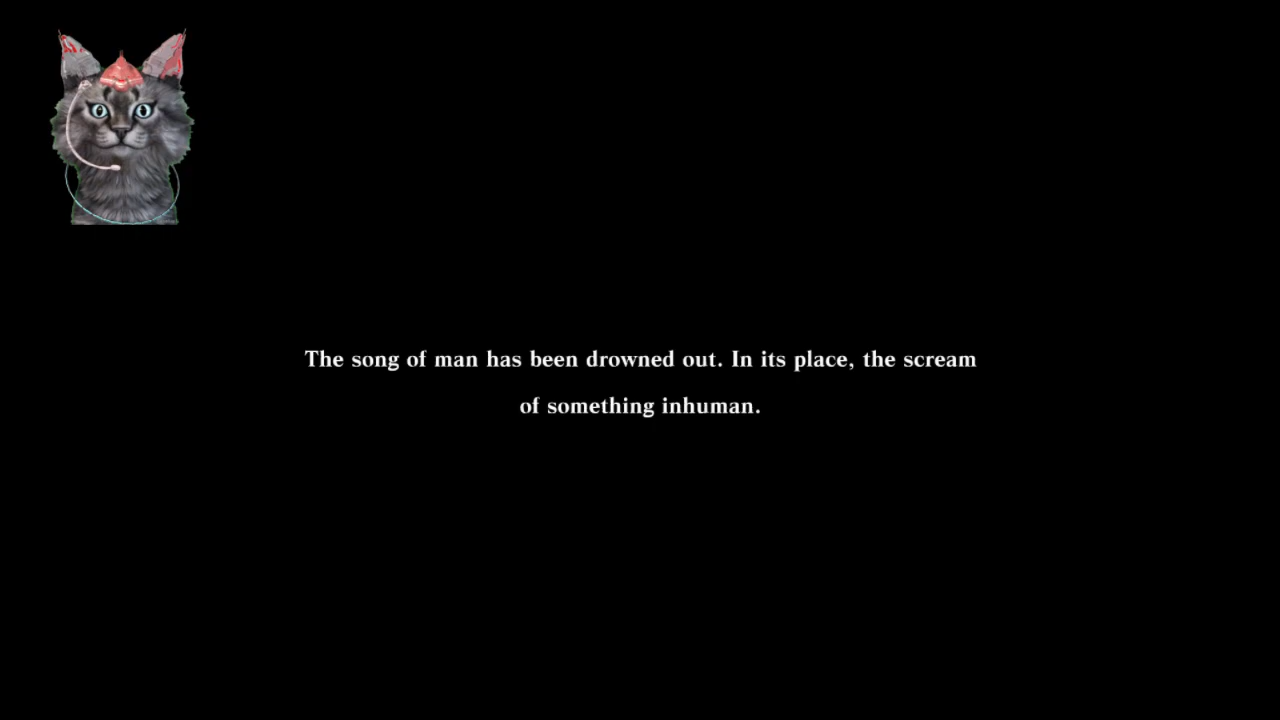 The song of man has been drowned out. In its place, the scream
of something inhuman.